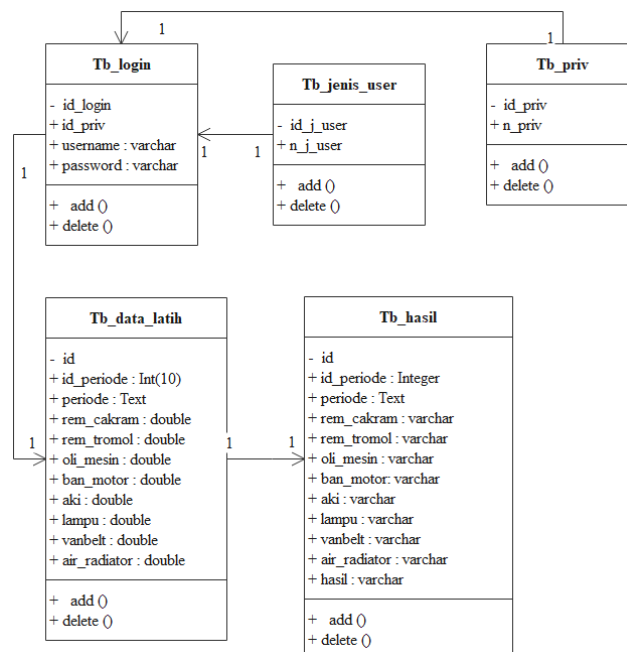 1
1
Tb_login
- id_login
+ id_priv
+ username : varchar
+ password : varchar
+ add ()
+ delete ()
Tb_jenis_user
- id_j_user
+ n_j_user
+ add ()
+ delete ()
Tb_priv
- id_priv
+ n_priv
+ add ()
+ delete ()
1
1
1
Tb_data_latih
- id
+ id_periode : Int(10)
+ periode : Text
+ rem_cakram : double
+ rem_tromol : double
+ oli_mesin : double
+ ban_motor : double
+ aki : double
+ lampu : double
+ vanbelt : double
+ air_radiator : double
+ add ()
+ delete ()
1
1
1
Tb_hasil
- id
+ id_periode : Integer
+ periode : Text
+ rem_cakram : varchar
+ rem_tromol : varchar
+ oli_mesin : varchar
+ ban_motor: varchar
+ aki : varchar
+ lampu : varchar
+ vanbelt : varchar
+ air_radiator : varchar
+ hasil : varchar
+ add ()
+ delete ()